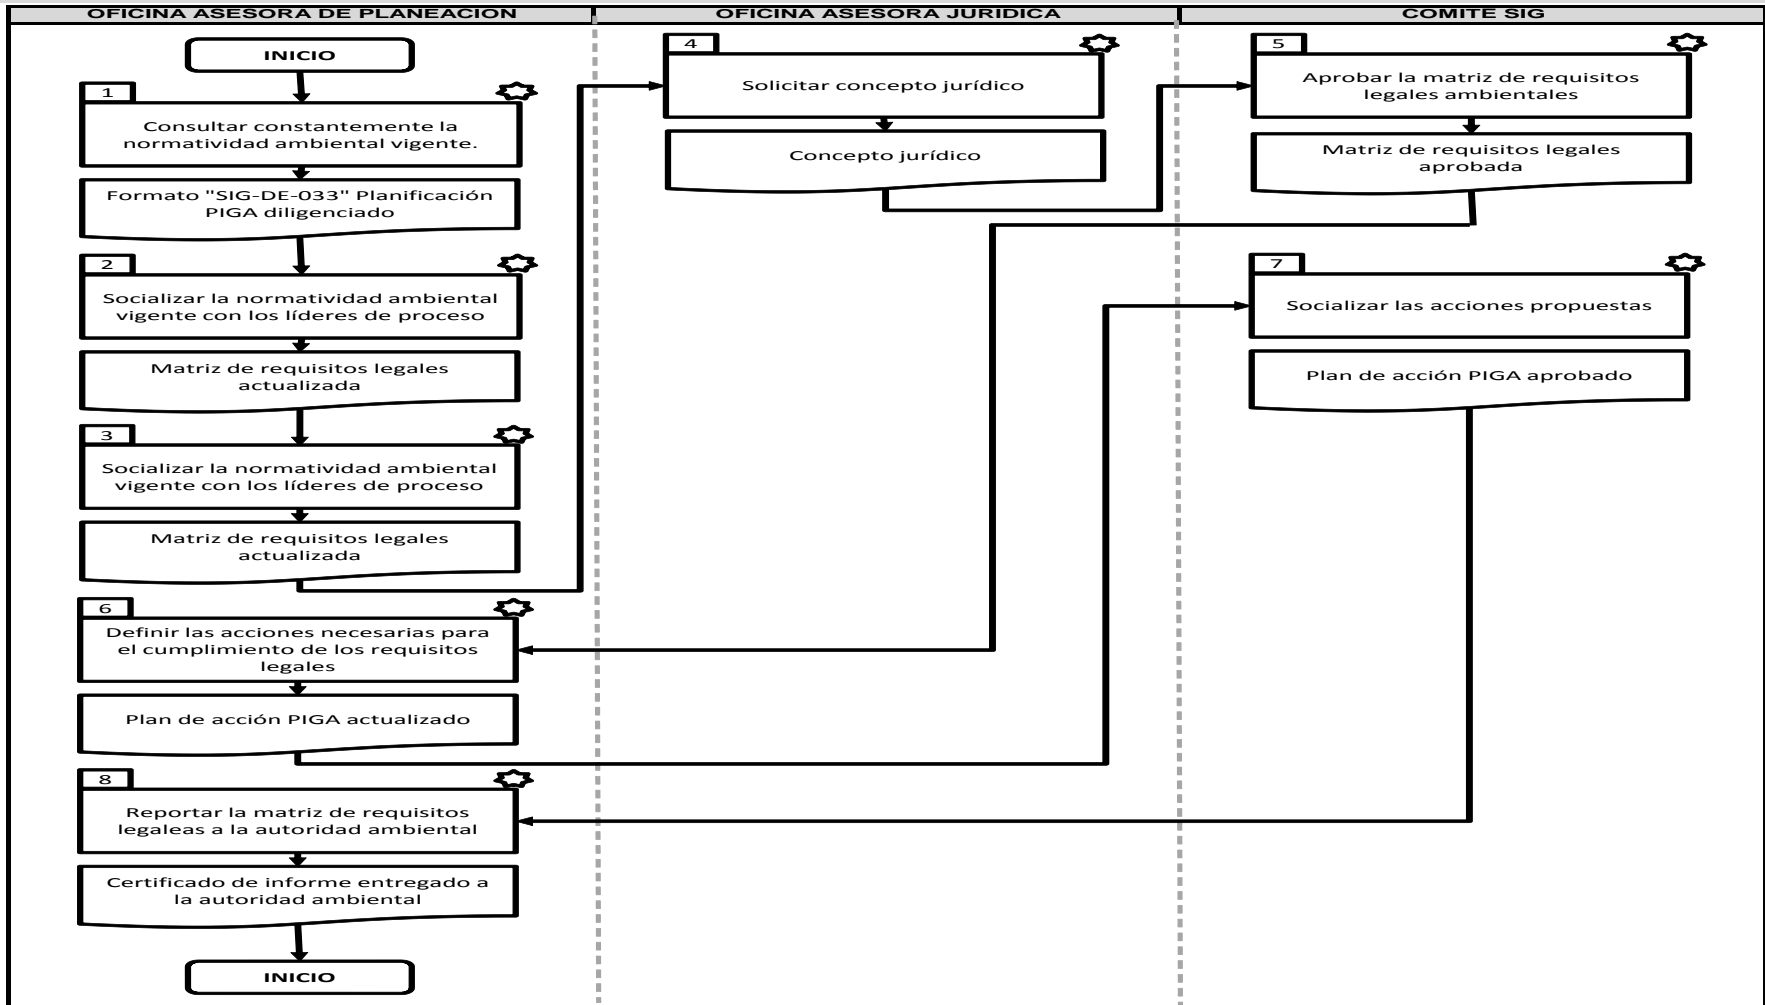 OFICINA ASESORA DE PLANEACION
OFICINA ASESORA JURIDICA
COMITE SIG
INICIO
1
Consultar constantemente la
normatividad ambiental vigente.
Formato "SIG-DE-033" Planificación
PIGA diligenciado
2
Socializar la normatividad ambiental
vigente con los líderes de proceso
Matriz de requisitos legales
actualizada
3
Socializar la normatividad ambiental
vigente con los líderes de proceso
Matriz de requisitos legales
actualizada
4
Solicitar concepto jurídico
Concepto jurídico
5
Aprobar la matriz de requisitos
legales ambientales
Matriz de requisitos legales
aprobada
6
Definir las acciones necesarias para
el cumplimiento de los requisitos
legales
Plan de acción PIGA actualizado
7
Socializar las acciones propuestas
Plan de acción PIGA aprobado
8
Reportar la matriz de requisitos
legaleas a la autoridad ambiental
Certificado de informe entregado a
la autoridad ambiental
INICIO